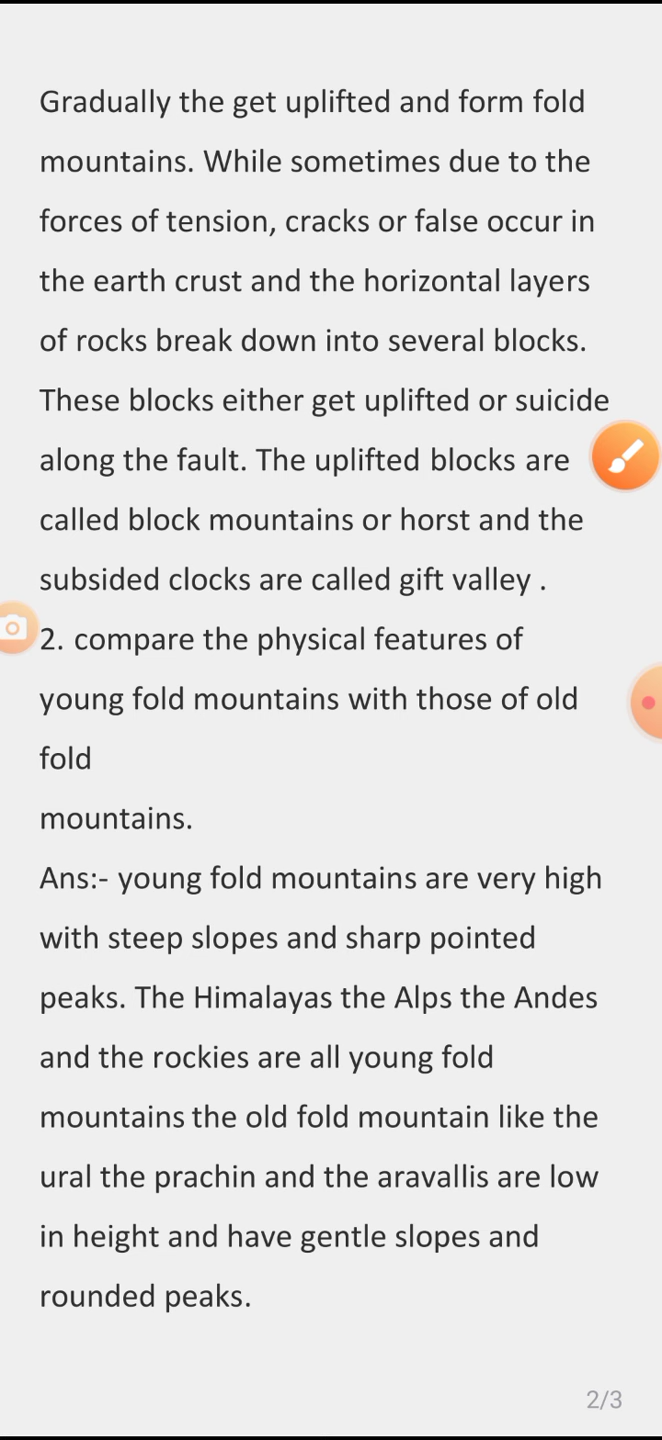 Gradually the get uplifted and form fold
mountains. While sometimes due to the
forces of tension, cracks or false occur in
the earth crust and the horizontal layers
of rocks break down into several blocks.
These blocks either get uplifted or suicide
along the fault. The uplifted blocks are
called block mountains or horst and the
subsided clocks are called gift valley .
2. compare the physical features of
young fold mountains with those of old
fold
mountains.
Ans:- young fold mountains are very high
with steep slopes and sharp pointed
peaks. The Himalayas the Alps the Andes
and the rockies are all young fold
mountains the old fold mountain like the
ural the prachin and the aravallis are low
in height and have gentle slopes and
rounded peaks.
2/3